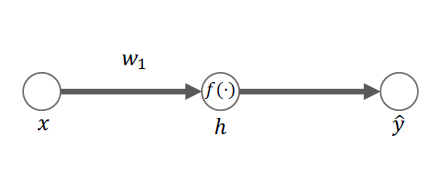 w₁
f(·)
x h ŷ